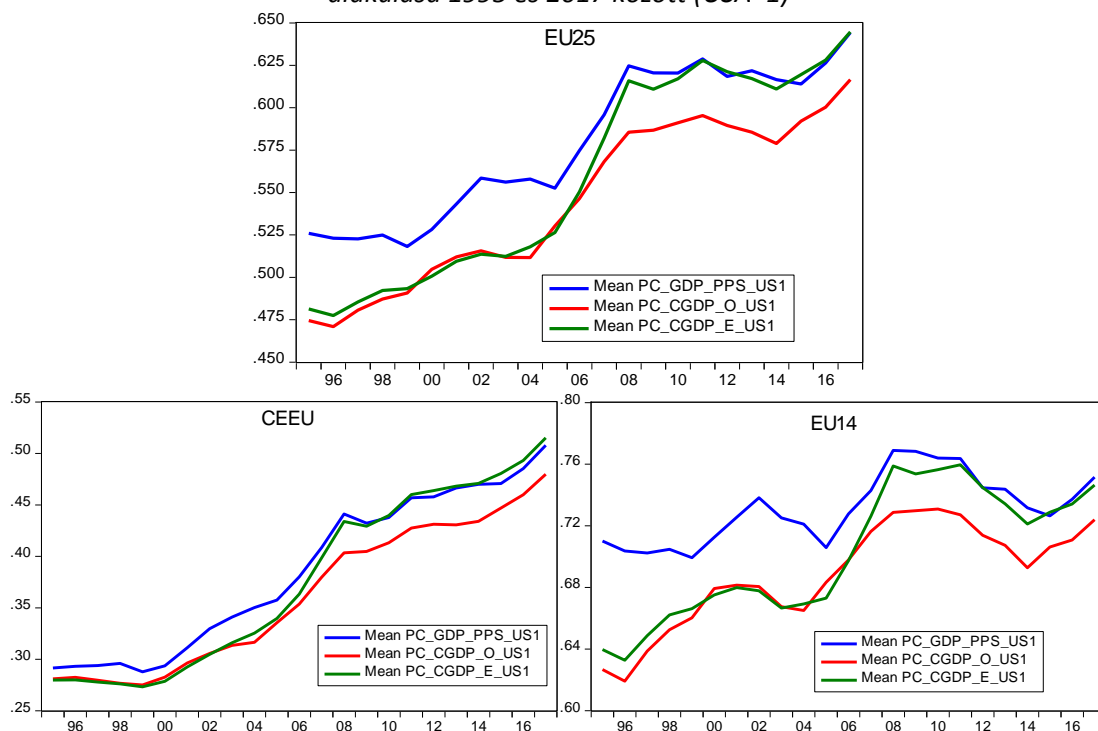 alakulása 1995 és 2017 között (USA=1)
EU25
.650
.625
.600
.575
.550
.525
.500
.475
.450
Mean PC_GDP_PPS_US1
Mean PC_CGDP_O_US1
Mean PC_CGDP_E_US1
96 98 00 02 04 06 08 10 12 14 16
CEEU
.55
.50
.45
.40
.35
.30
.25
Mean PC_GDP_PPS_US1
Mean PC_CGDP_O_US1
Mean PC_CGDP_E_US1
96 98 00 02 04 06 08 10 12 14 16
EU14
.80
.76
.72
.68
.64
.60
Mean PC_GDP_PPS_US1
Mean PC_CGDP_O_US1
Mean PC_CGDP_E_US1
96 98 00 02 04 06 08 10 12 14 16